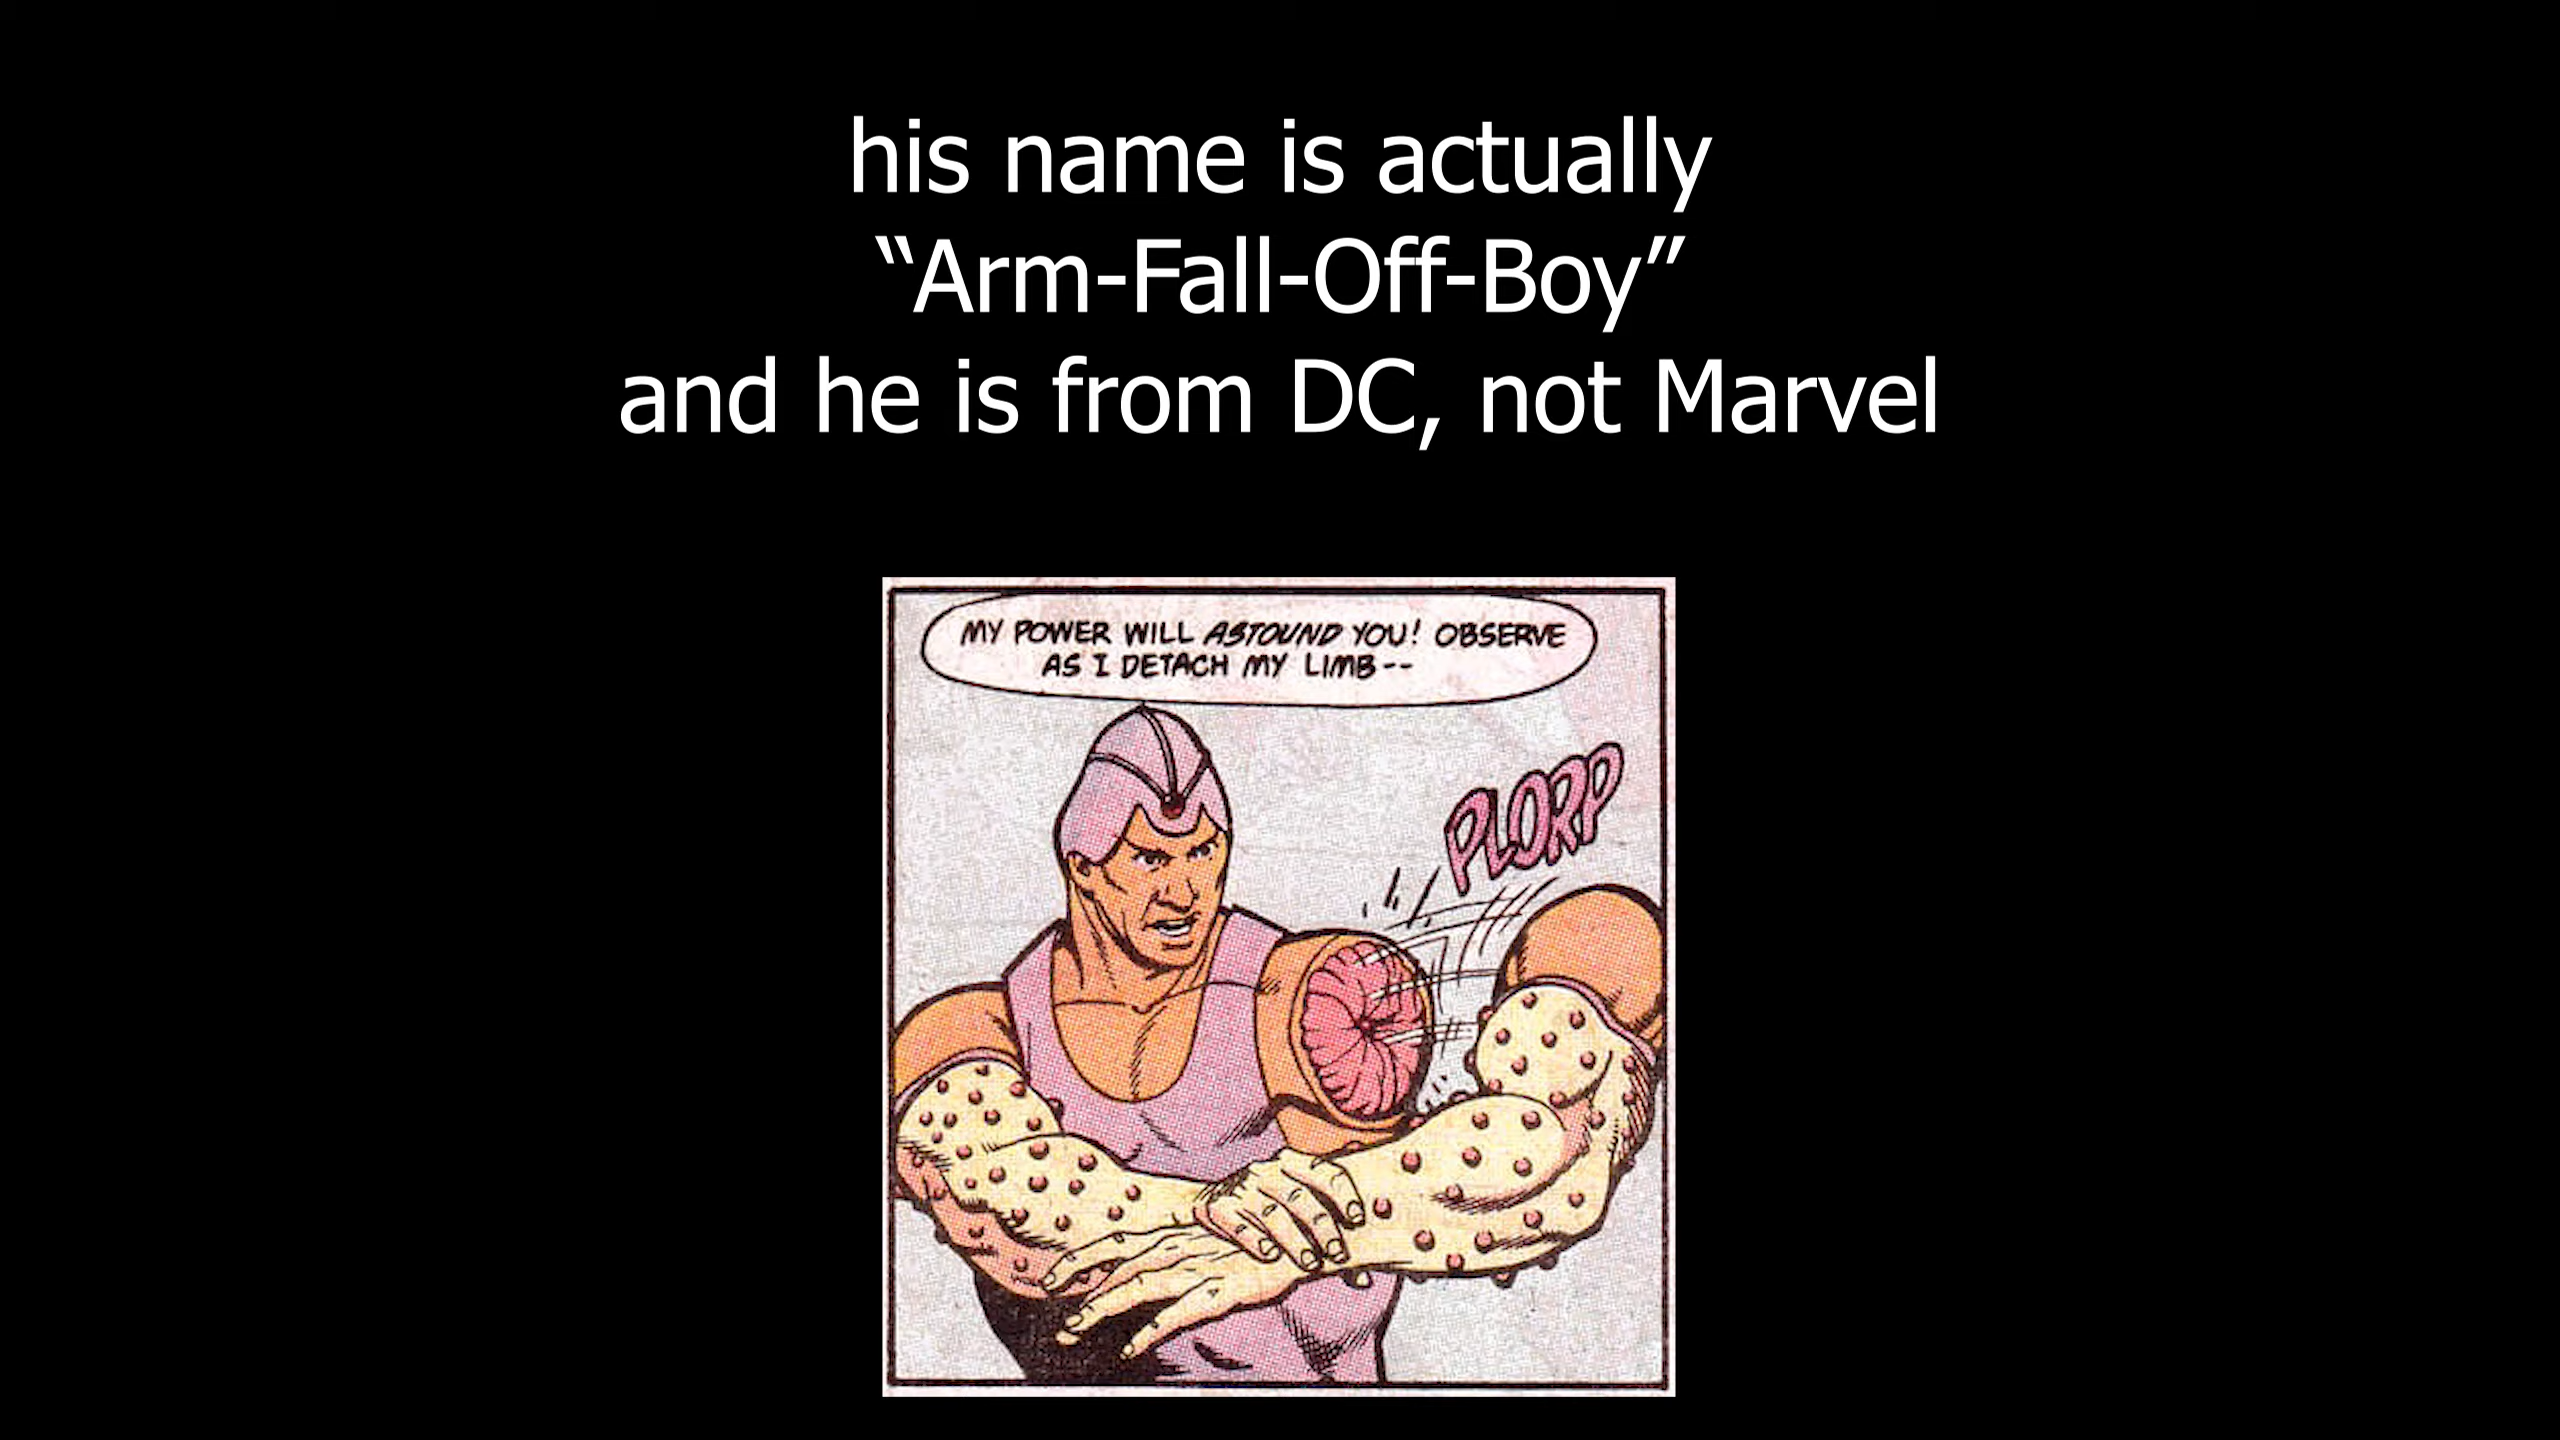 his name is actually
“Arm-Fall-Off-Boy”
and he is from DC, not Marvel
MY POWER WILL ASTOUND YOU! OBSERVE
AS I DETACH MY LIMB--
PLORP